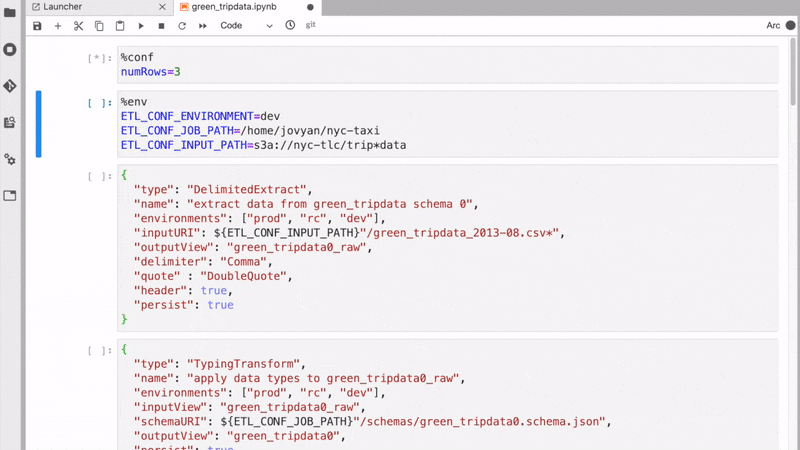 Launcher
green_tripdata.ipynb
Code
git
Arc
[*]:
%conf
numRows=3
[ ]:
%env
ETL_CONF_ENVIRONMENT=dev
ETL_CONF_JOB_PATH=/home/jovyan/nyc-taxi
ETL_CONF_INPUT_PATH=s3a://nyc-tlc/trip*data
[ ]:
{
"type": "DelimitedExtract",
"name": "extract data from green_tripdata schema 0",
"environments": ["prod", "rc", "dev"],
"inputURI": ${ETL_CONF_INPUT_PATH}"/green_tripdata_2013-08.csv*",
"outputView": "green_tripdata0_raw",
"delimiter": "Comma",
"quote" : "DoubleQuote",
"header": true,
"persist": true
}
[ ]:
{
"type": "TypingTransform",
"name": "apply data types to green_tripdata0_raw",
"environments": ["prod", "rc", "dev"],
"inputView": "green_tripdata0_raw",
"schemaURI": ${ETL_CONF_JOB_PATH}"/schemas/green_tripdata0.schema.json",
"outputView": "green_tripdata0",
"persist": true